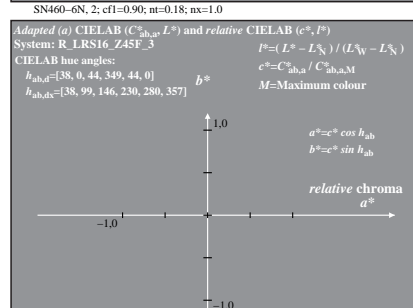 SN460–6N, 2; cf1=0.90; nt=0.18; nx=1.0
Adapted (a) CIELAB (C*ab,a, L*) and relative CIELAB (c*, l*)
System: R_LRS16_Z45F_3
l*=( L* – L*N ) / (L*W – L*N )
CIELAB hue angles:
c*=C*ab,a / C*ab,a,M
hab,d=[38, 0, 44, 349, 44, 0]
b*
M=Maximum colour
hab,dx=[38, 99, 146, 230, 280, 357]
1,0
a*=c* cos hab
b*=c* sin hab
relative chroma
a*
–1,0
–1,0